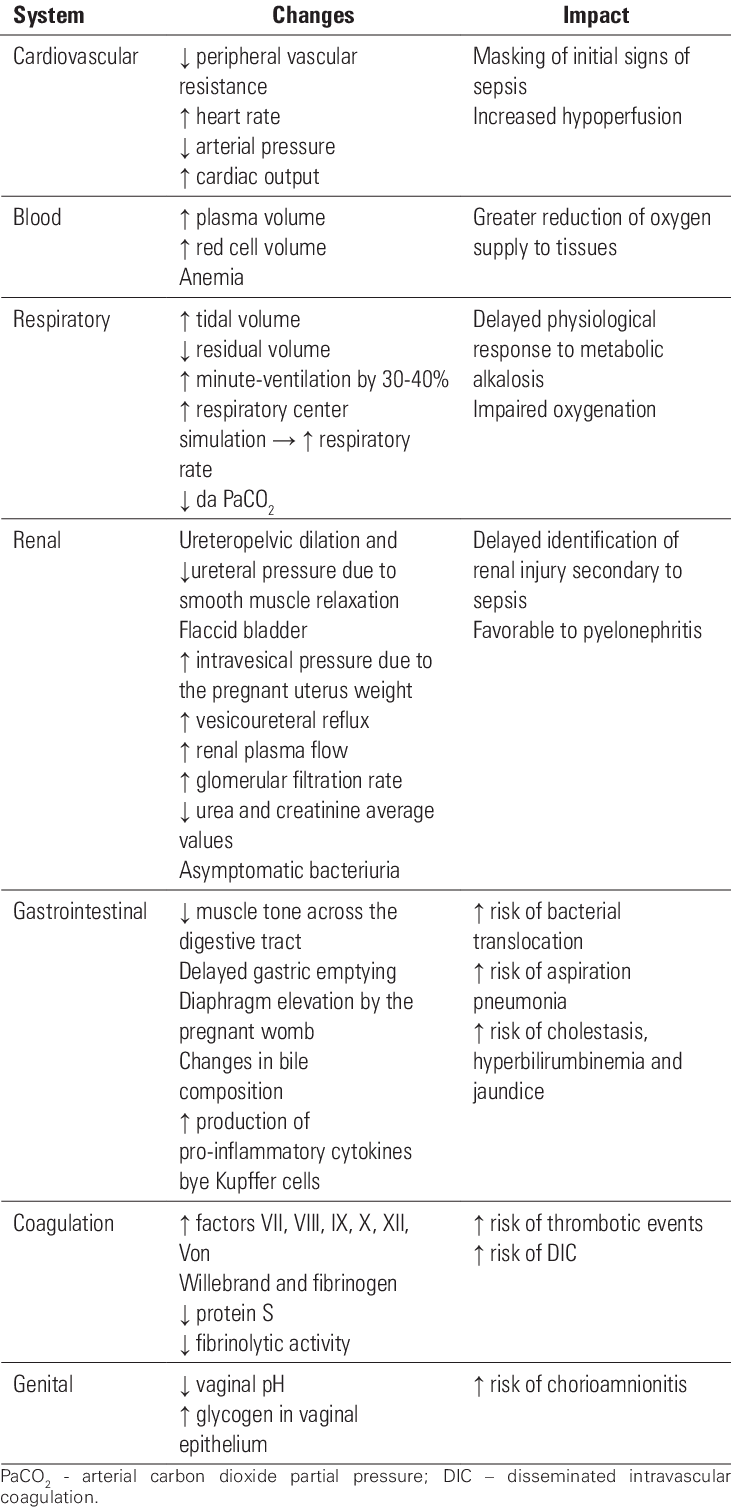 System Changes Impact
Cardiovascular ↓ peripheral vascular Masking of initial signs of
resistance sepsis
↑ heart rate Increased hypoperfusion
↓ arterial pressure
↑ cardiac output
Blood ↑ plasma volume Greater reduction of oxygen
↑ red cell volume supply to tissues
Anemia
Respiratory ↑ tidal volume Delayed physiological
↓ residual volume response to metabolic
↑ minute-ventilation by 30-40% alkalosis
↑ respiratory center Impaired oxygenation
simulation → ↑ respiratory
rate
↓ da PaCO2
Renal Ureteropelvic dilation and Delayed identification of
↓ureteral pressure due to renal injury secondary to
smooth muscle relaxation sepsis
Flaccid bladder Favorable to pyelonephritis
↑ intravesical pressure due to
the pregnant uterus weight
↑ vesicoureteral reflux
↑ renal plasma flow
↑ glomerular filtration rate
↓ urea and creatinine average
values
Asymptomatic bacteriuria
Gastrointestinal ↓ muscle tone across the ↑ risk of bacterial
digestive tract translocation
Delayed gastric emptying ↑ risk of aspiration
Diaphragm elevation by the pneumonia
pregnant womb ↑ risk of cholestasis,
Changes in bile hyperbilirumbinemia and
composition jaundice
↑ production of
pro-inflammatory cytokines
bye Kupffer cells
Coagulation ↑ factors VII, VIII, IX, X, XII, ↑ risk of thrombotic events
Von ↑ risk of DIC
Willebrand and fibrinogen
↓ protein S
↓ fibrinolytic activity
Genital ↓ vaginal pH ↑ risk of chorioamnionitis
↑ glycogen in vaginal
epithelium
PaCO2 - arterial carbon dioxide partial pressure; DIC – disseminated intravascular
coagulation.